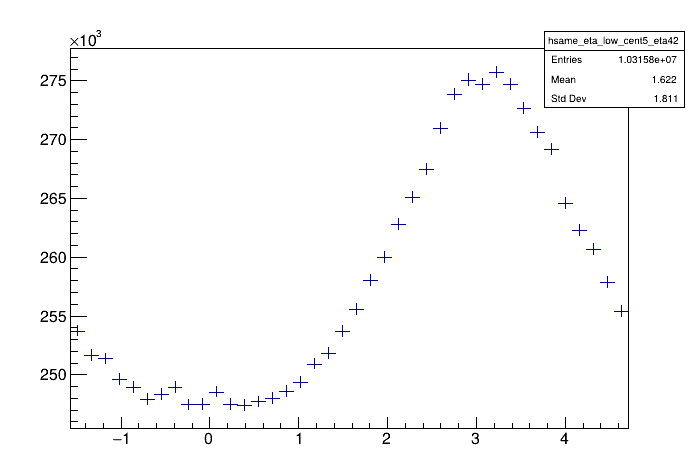 ×10³
hsame_eta_low_cent5_eta42
Entries 1.03158e+07
Mean 1.622
Std Dev 1.811
275
270
265
260
255
250
−1 0 1 2 3 4